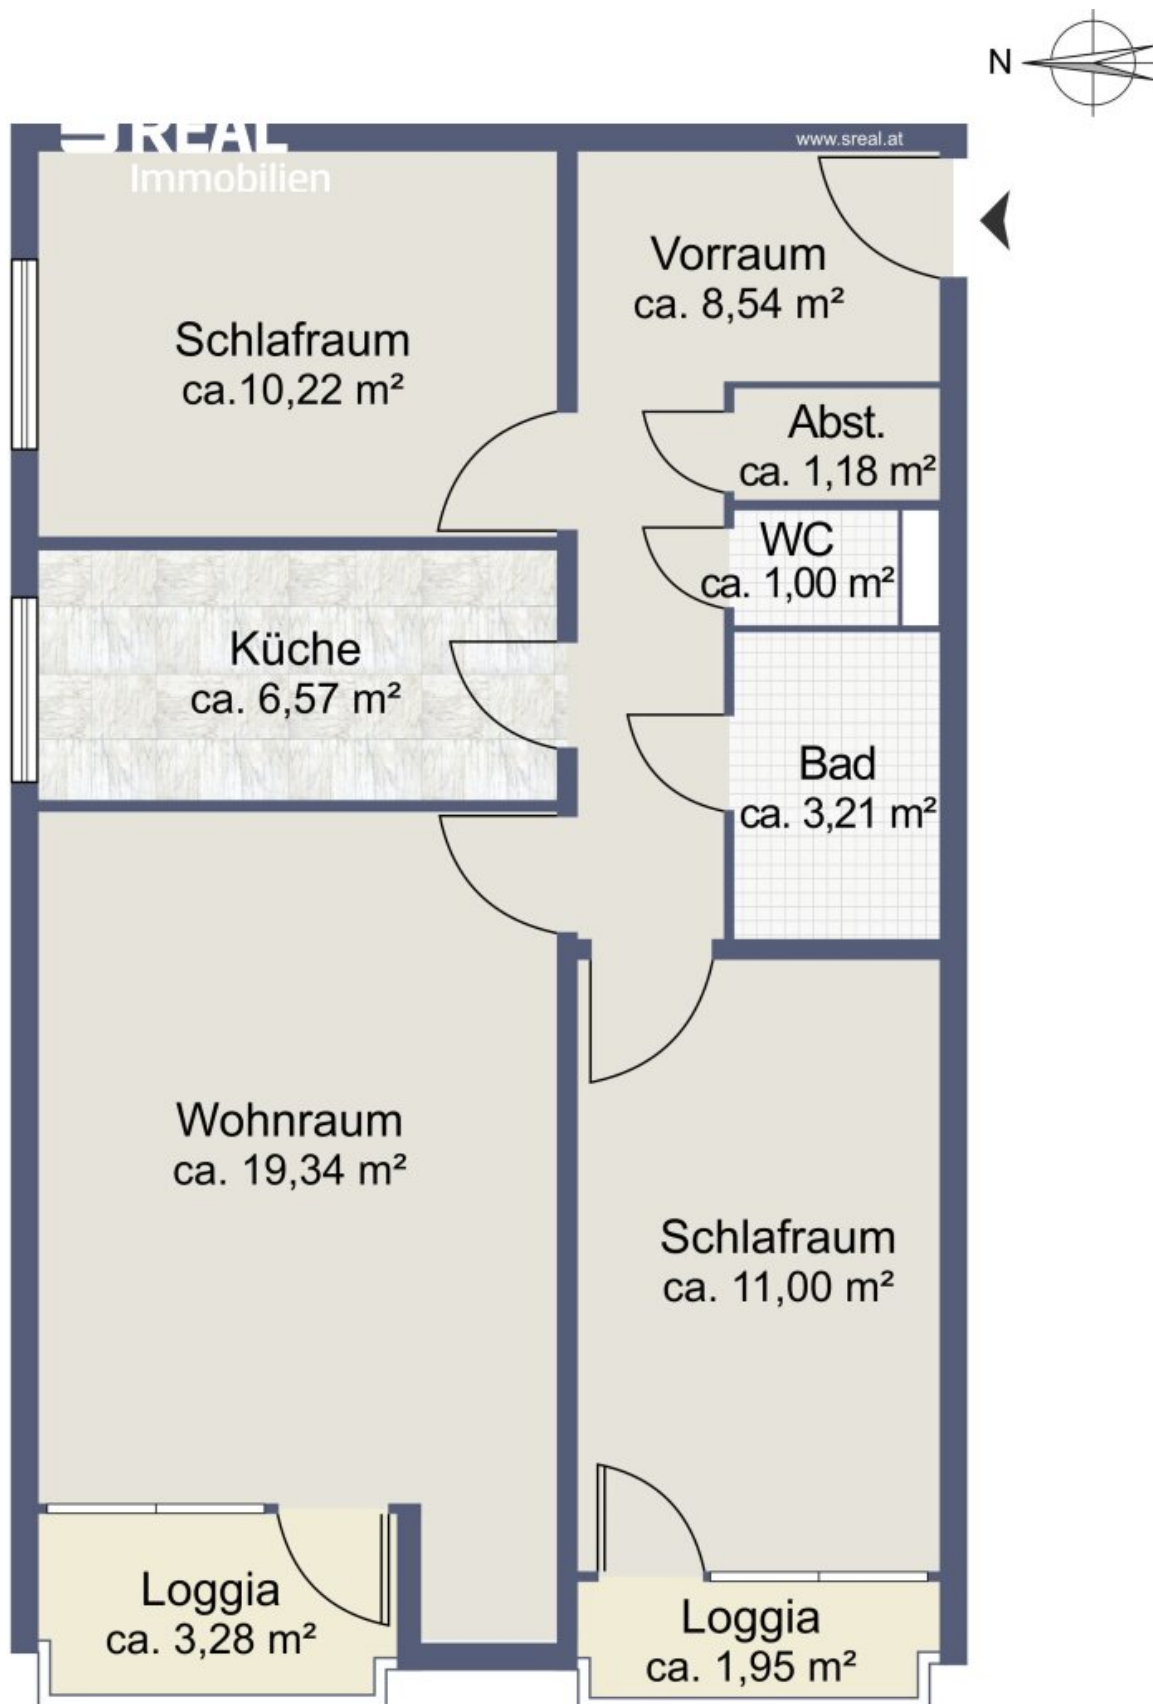 N
SREAL
Immobilien
www.sreal.at
Vorraum
ca. 8,54 m²
Schlafraum
ca.10,22 m²
Abst.
ca. 1,18 m²
WC
ca. 1,00 m²
Küche
ca. 6,57 m²
Bad
ca. 3,21 m²
Wohnraum
ca. 19,34 m²
Schlafraum
ca. 11,00 m²
Loggia
ca. 3,28 m²
Loggia
ca. 1,95 m²